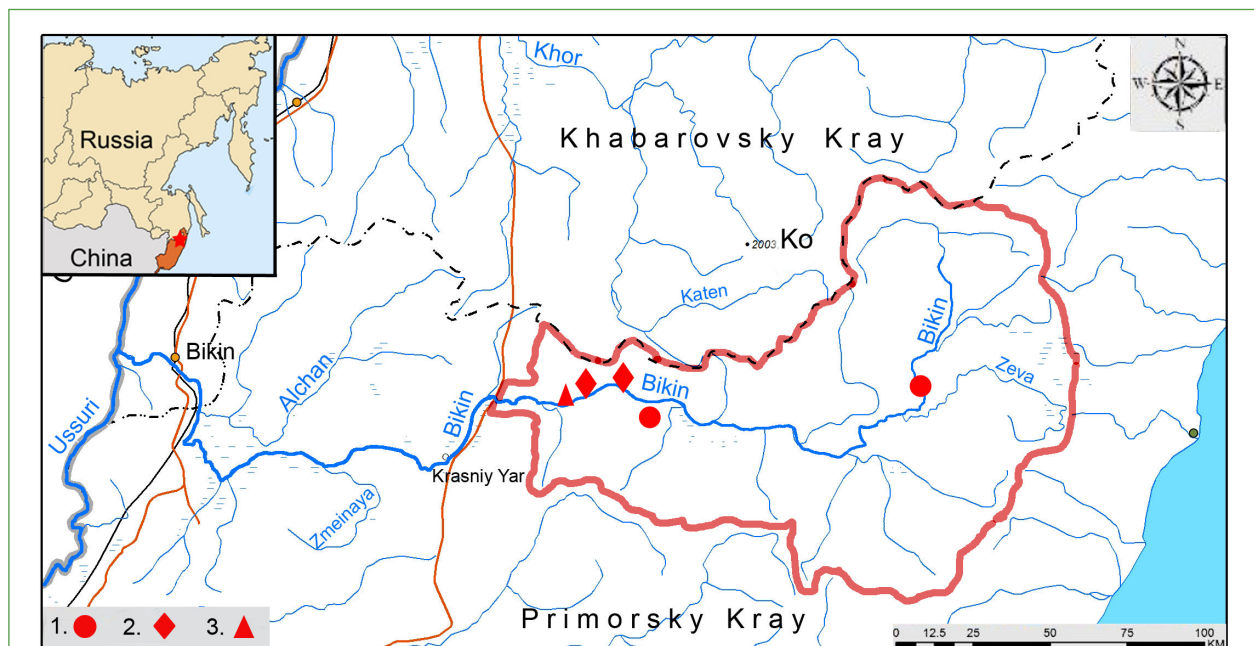 Russia
China
N
W
E
S
Khor
Khabarovsky Kray
2003
Ko
Katen
Bikin
Bikin
Alchan
Bikin
Bikin
Zeva
Ussuri
Krasniy Yar
Zmeinaya
Primorsky Kray
1.
2.
3.
0 12.5 25 50 75 100
KM